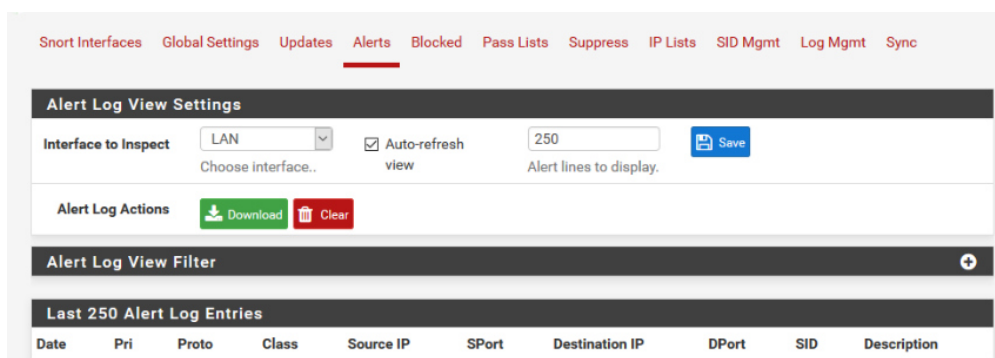 Snort Interfaces Global Settings Updates Alerts Blocked Pass Lists Suppress IP Lists SID Mgmt Log Mgmt Sync
Alert Log View Settings
Interface to Inspect LAN Auto-refresh view 250 Save
Choose interface.. Alert lines to display.
Alert Log Actions Download Clear
Alert Log View Filter
Last 250 Alert Log Entries
Date Pri Proto Class Source IP SPort Destination IP DPort SID Description